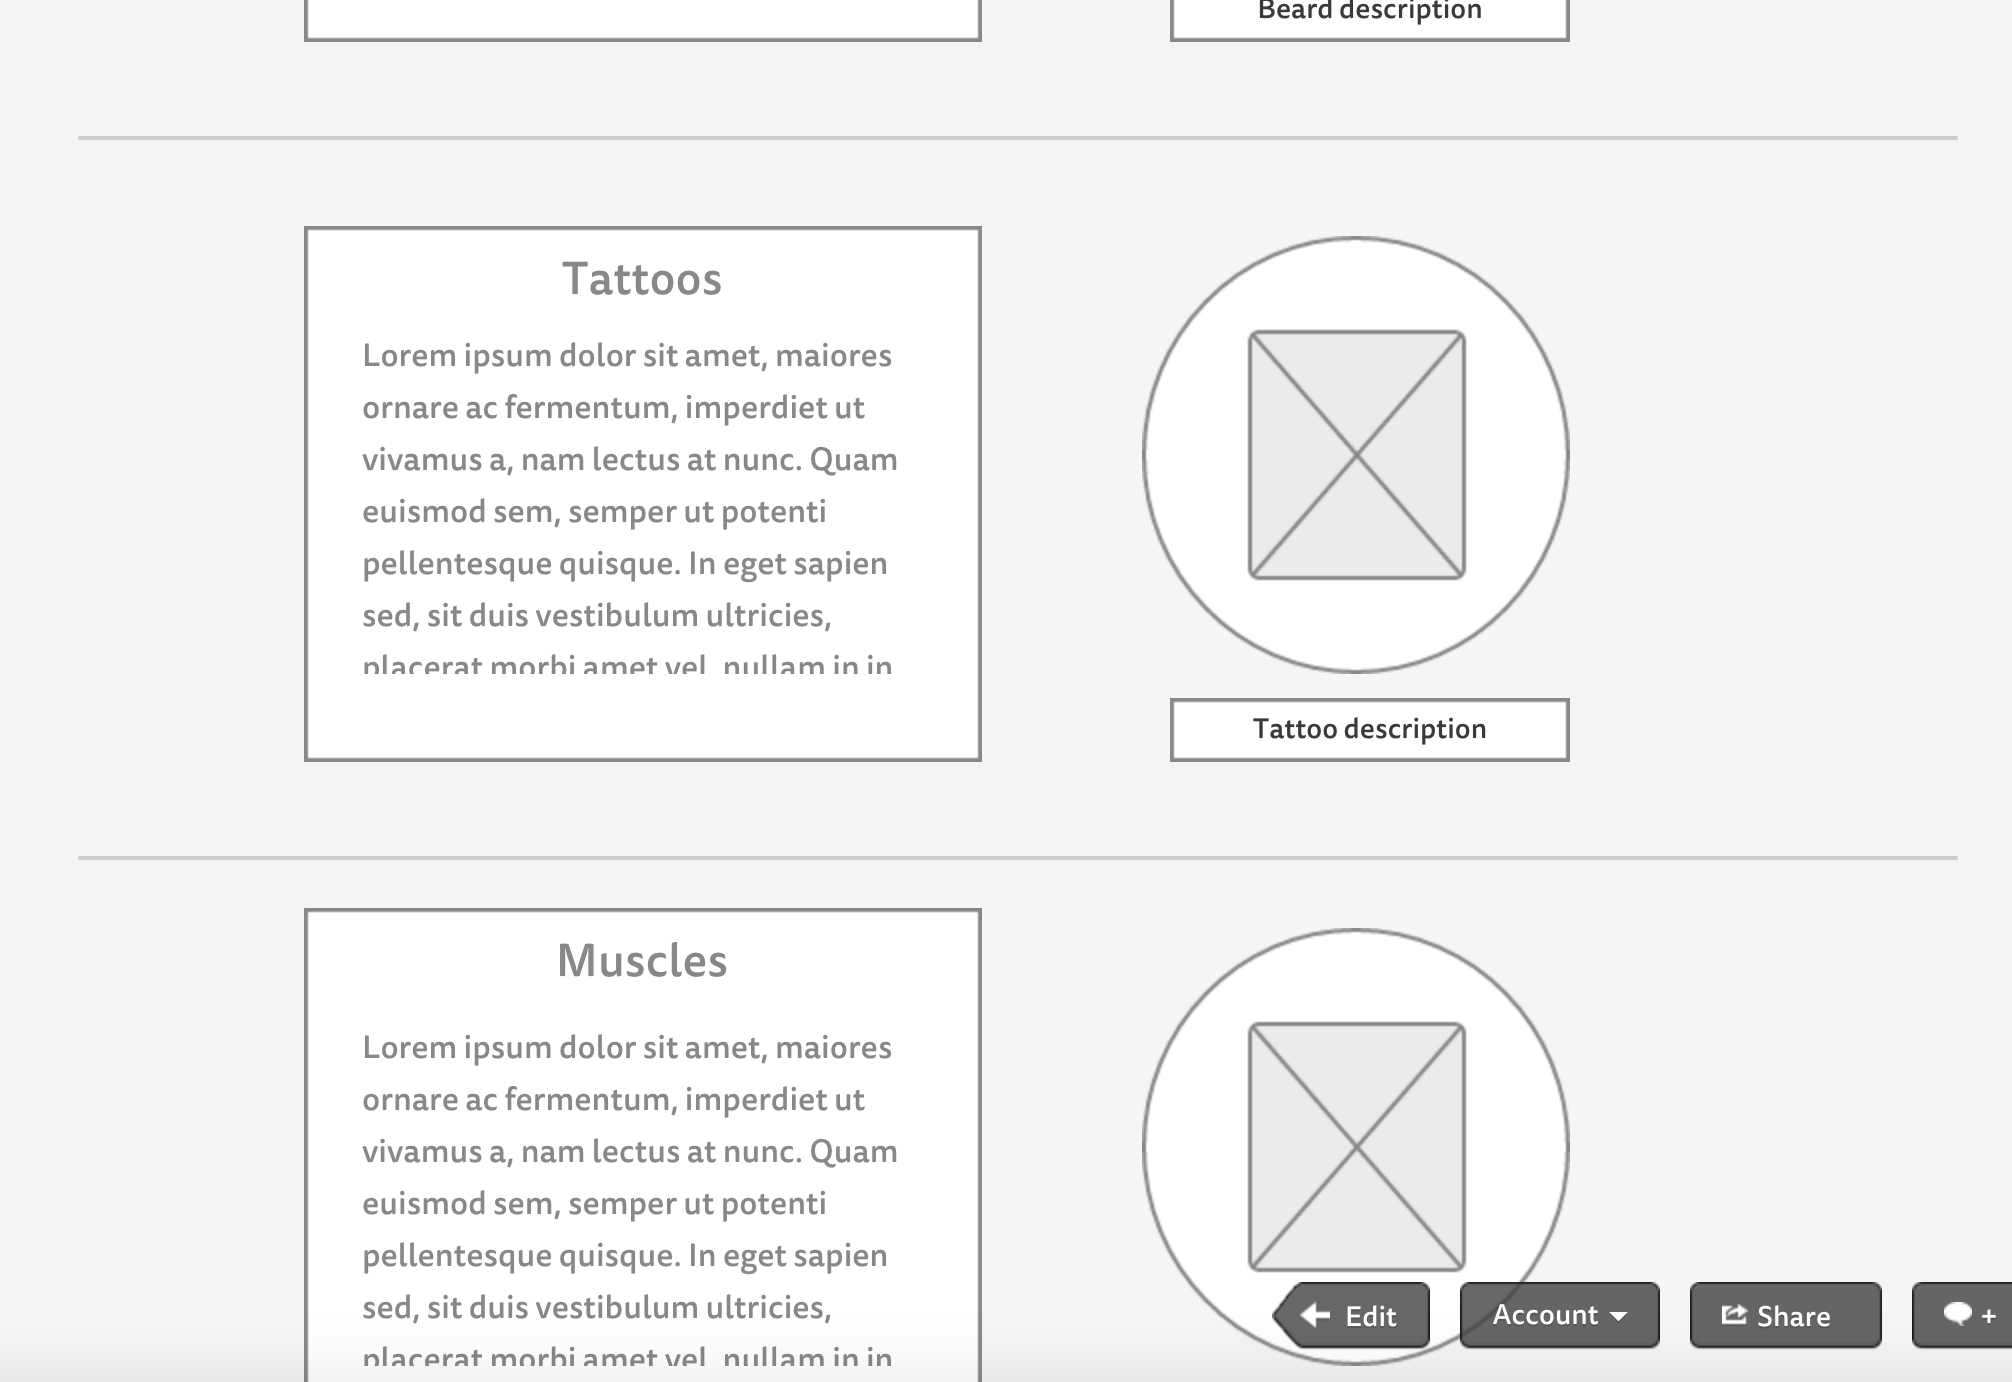 Beard description
Tattoos
Lorem ipsum dolor sit amet, maiores
ornare ac fermentum, imperdiet ut
vivamus a, nam lectus at nunc. Quam
euismod sem, semper ut potenti
pellentesque quisque. In eget sapien
sed, sit duis vestibulum ultricies,
placerat morbi amet vel nullam in in
Tattoo description
Muscles
Lorem ipsum dolor sit amet, maiores
ornare ac fermentum, imperdiet ut
vivamus a, nam lectus at nunc. Quam
euismod sem, semper ut potenti
pellentesque quisque. In eget sapien
sed, sit duis vestibulum ultricies,
placerat morbi amet vel nullam in in
Edit
Account
Share
+